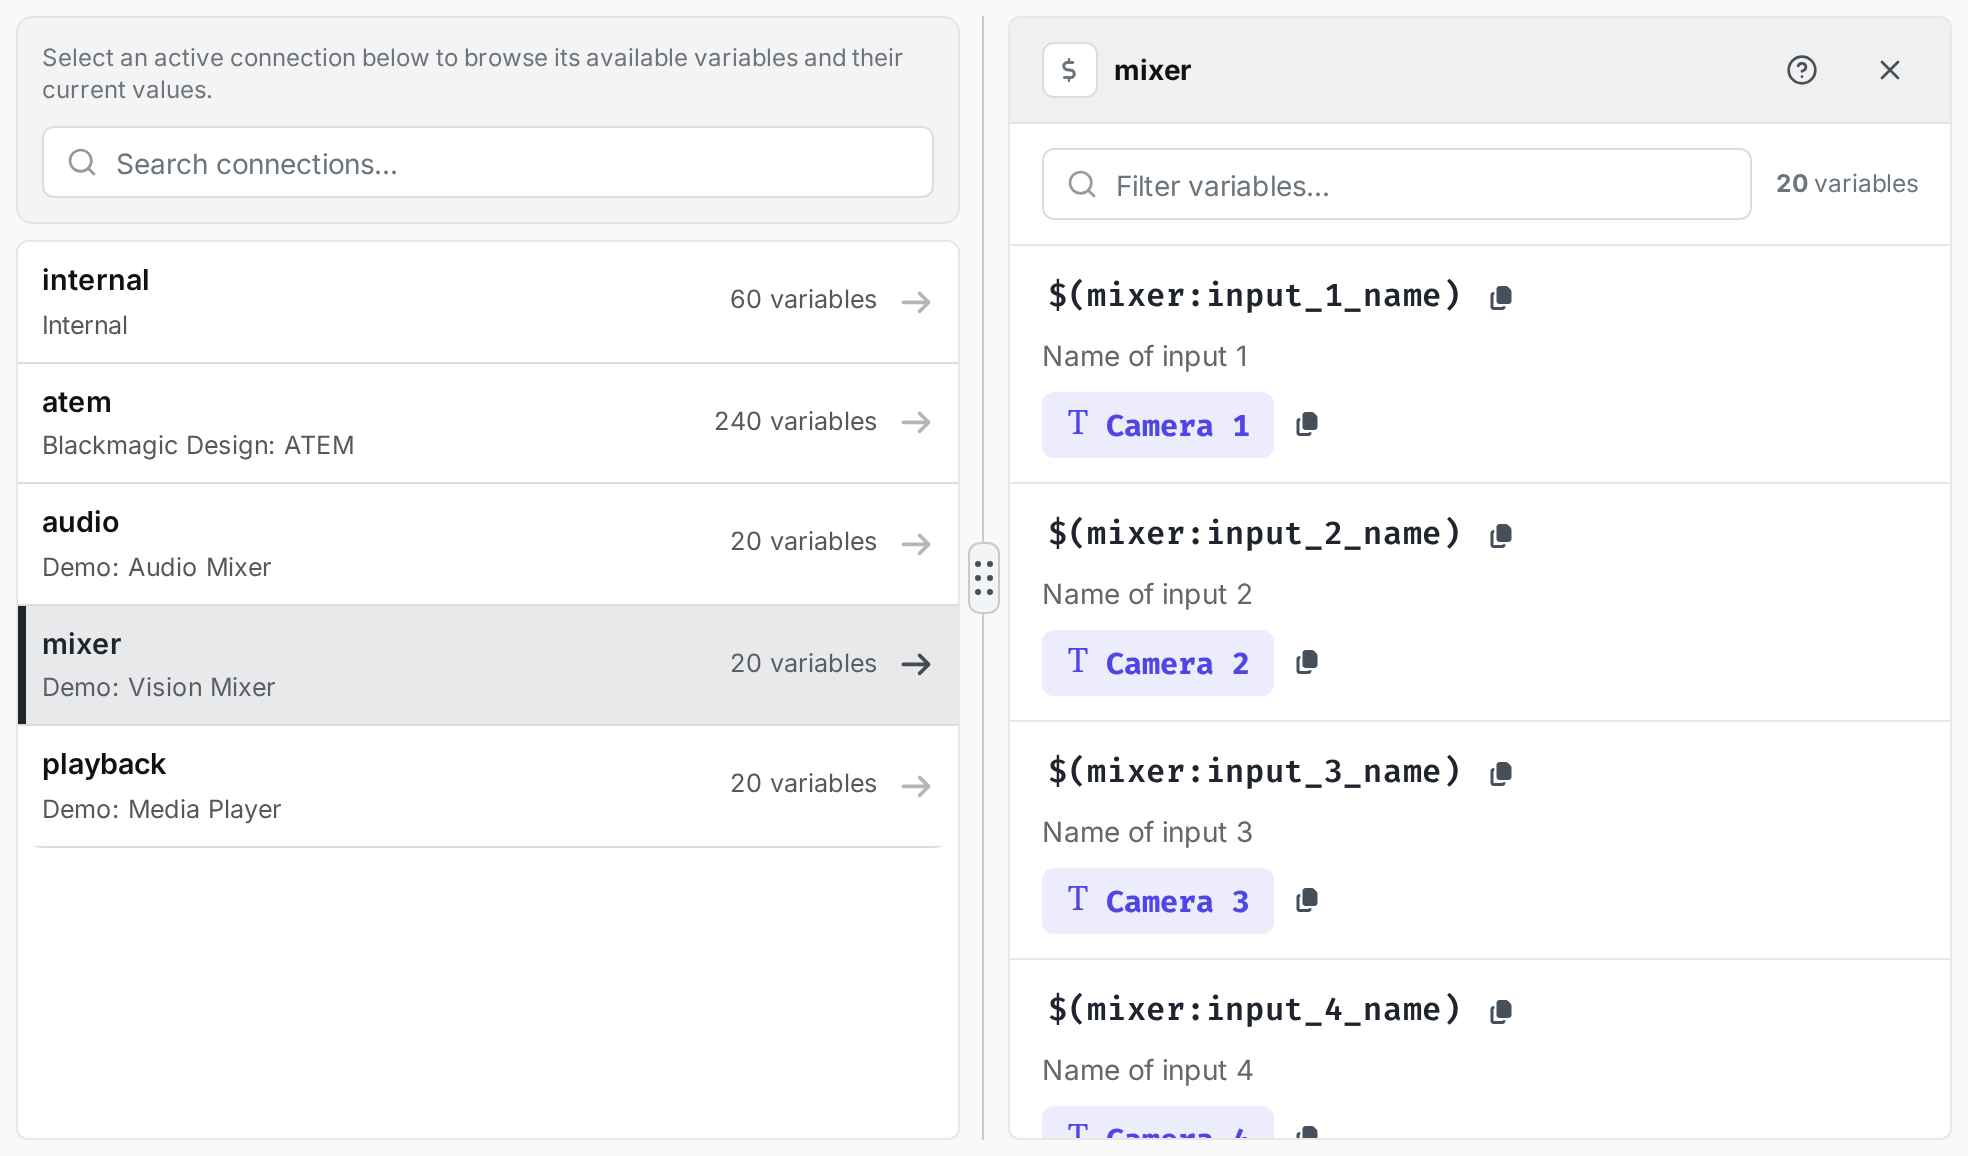 Select an active connection below to browse its available variables and their
current values.
Search connections...
internal
Internal
60 variables
atem
Blackmagic Design: ATEM
240 variables
audio
Demo: Audio Mixer
20 variables
mixer
Demo: Vision Mixer
20 variables
playback
Demo: Media Player
20 variables
$ mixer
Filter variables...
20 variables
$(mixer:input_1_name)
Name of input 1
T Camera 1
$(mixer:input_2_name)
Name of input 2
T Camera 2
$(mixer:input_3_name)
Name of input 3
T Camera 3
$(mixer:input_4_name)
Name of input 4
T Camera 4